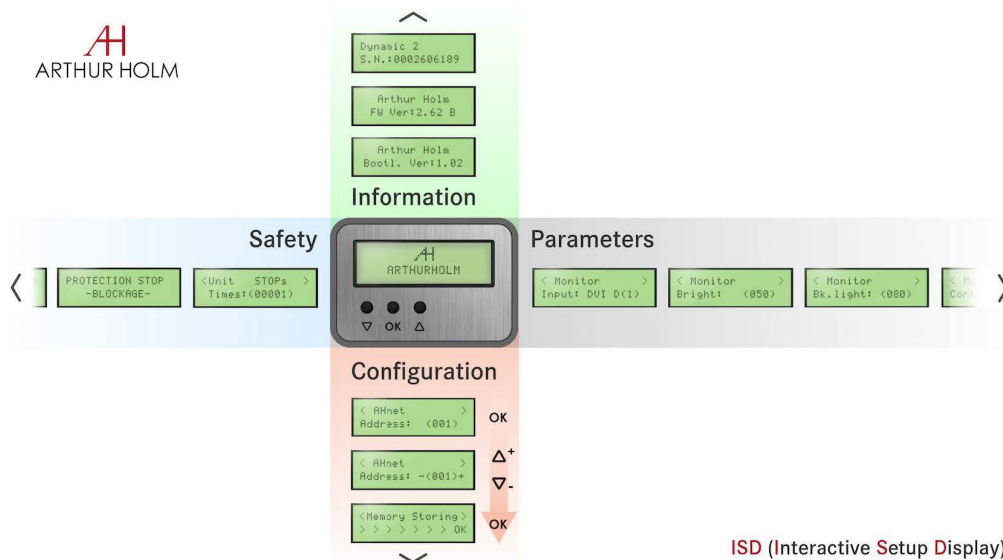 ARTHUR HOLM
Dynamic 2
S.N.:0002606189
Arthur Holm
FW Ver:2.62 B
Arthur Holm
Bootl. Ver:1.02
Information
Safety
PROTECTION STOP
-BLOCKAGE-
<Unit STOPs >
Times:(00001)
ARTHURHOLM
OK
Parameters
< Monitor >
Input: DVI D(1)
< Monitor >
Bright: (050)
< Monitor >
Bk.light: (080)
Configuration
< AHnet >
Address: (001)
OK
< AHnet >
Address: -(001)+
+
-
<Memory Storing>
> > > > > > > OK
OK
ISD (Interactive Setup Display)